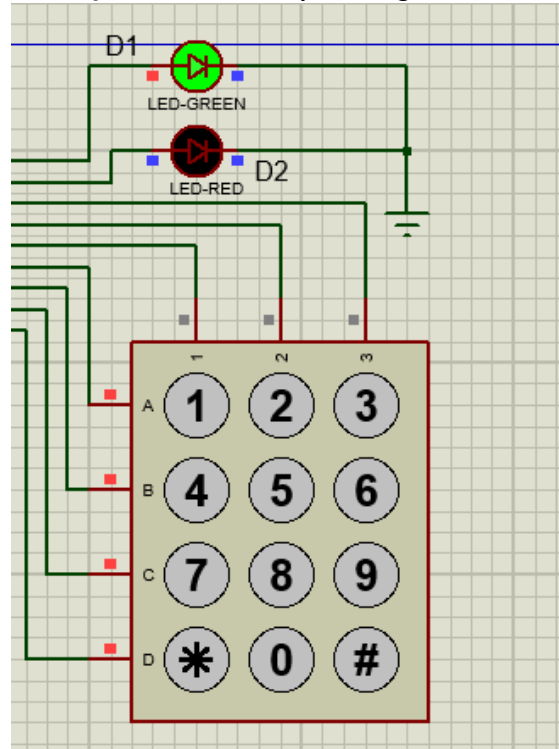 D1
LED-GREEN
D2
LED-RED
1 2 3
A 1 2 3
B 4 5 6
C 7 8 9
D * 0 #